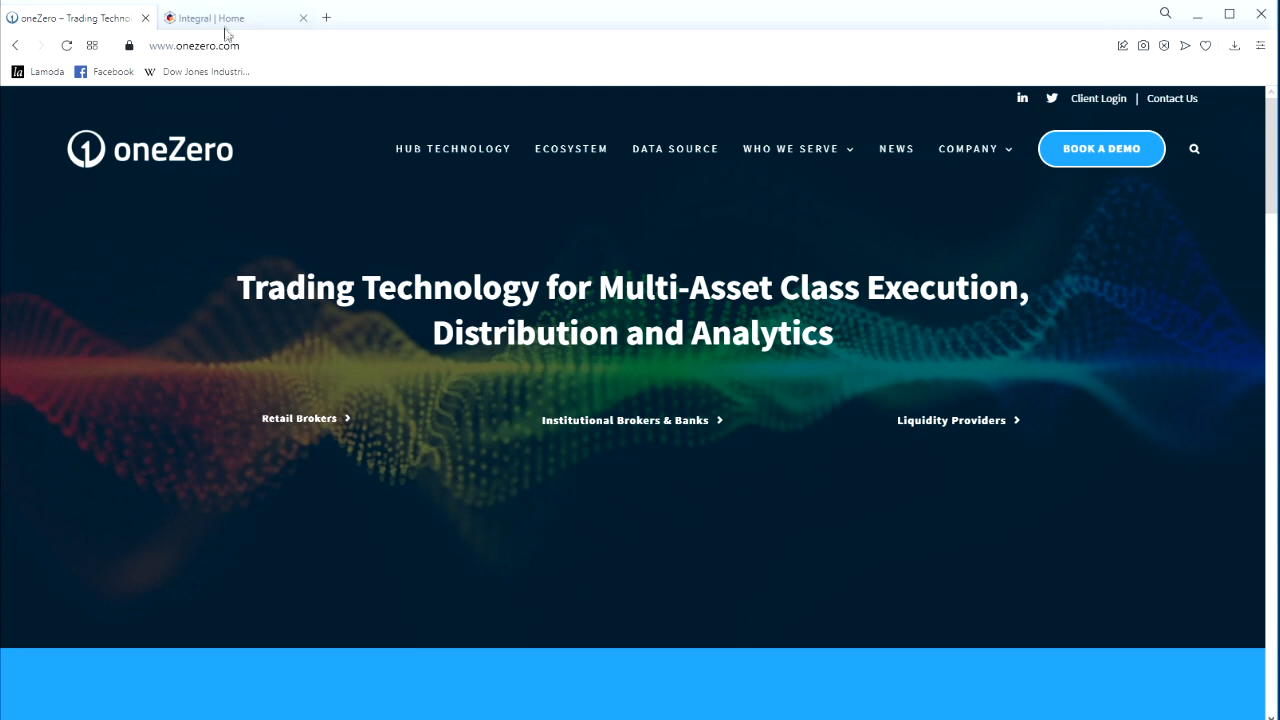 oneZero – Trading Techno
Integral | Home
www.onezero.com
la Lamoda
Facebook
W Dow Jones Industri...
Client Login | Contact Us
1 oneZero
HUB TECHNOLOGY
ECOSYSTEM
DATA SOURCE
WHO WE SERVE
NEWS
COMPANY
BOOK A DEMO
Trading Technology for Multi-Asset Class Execution,
Distribution and Analytics
Retail Brokers
Institutional Brokers & Banks
Liquidity Providers